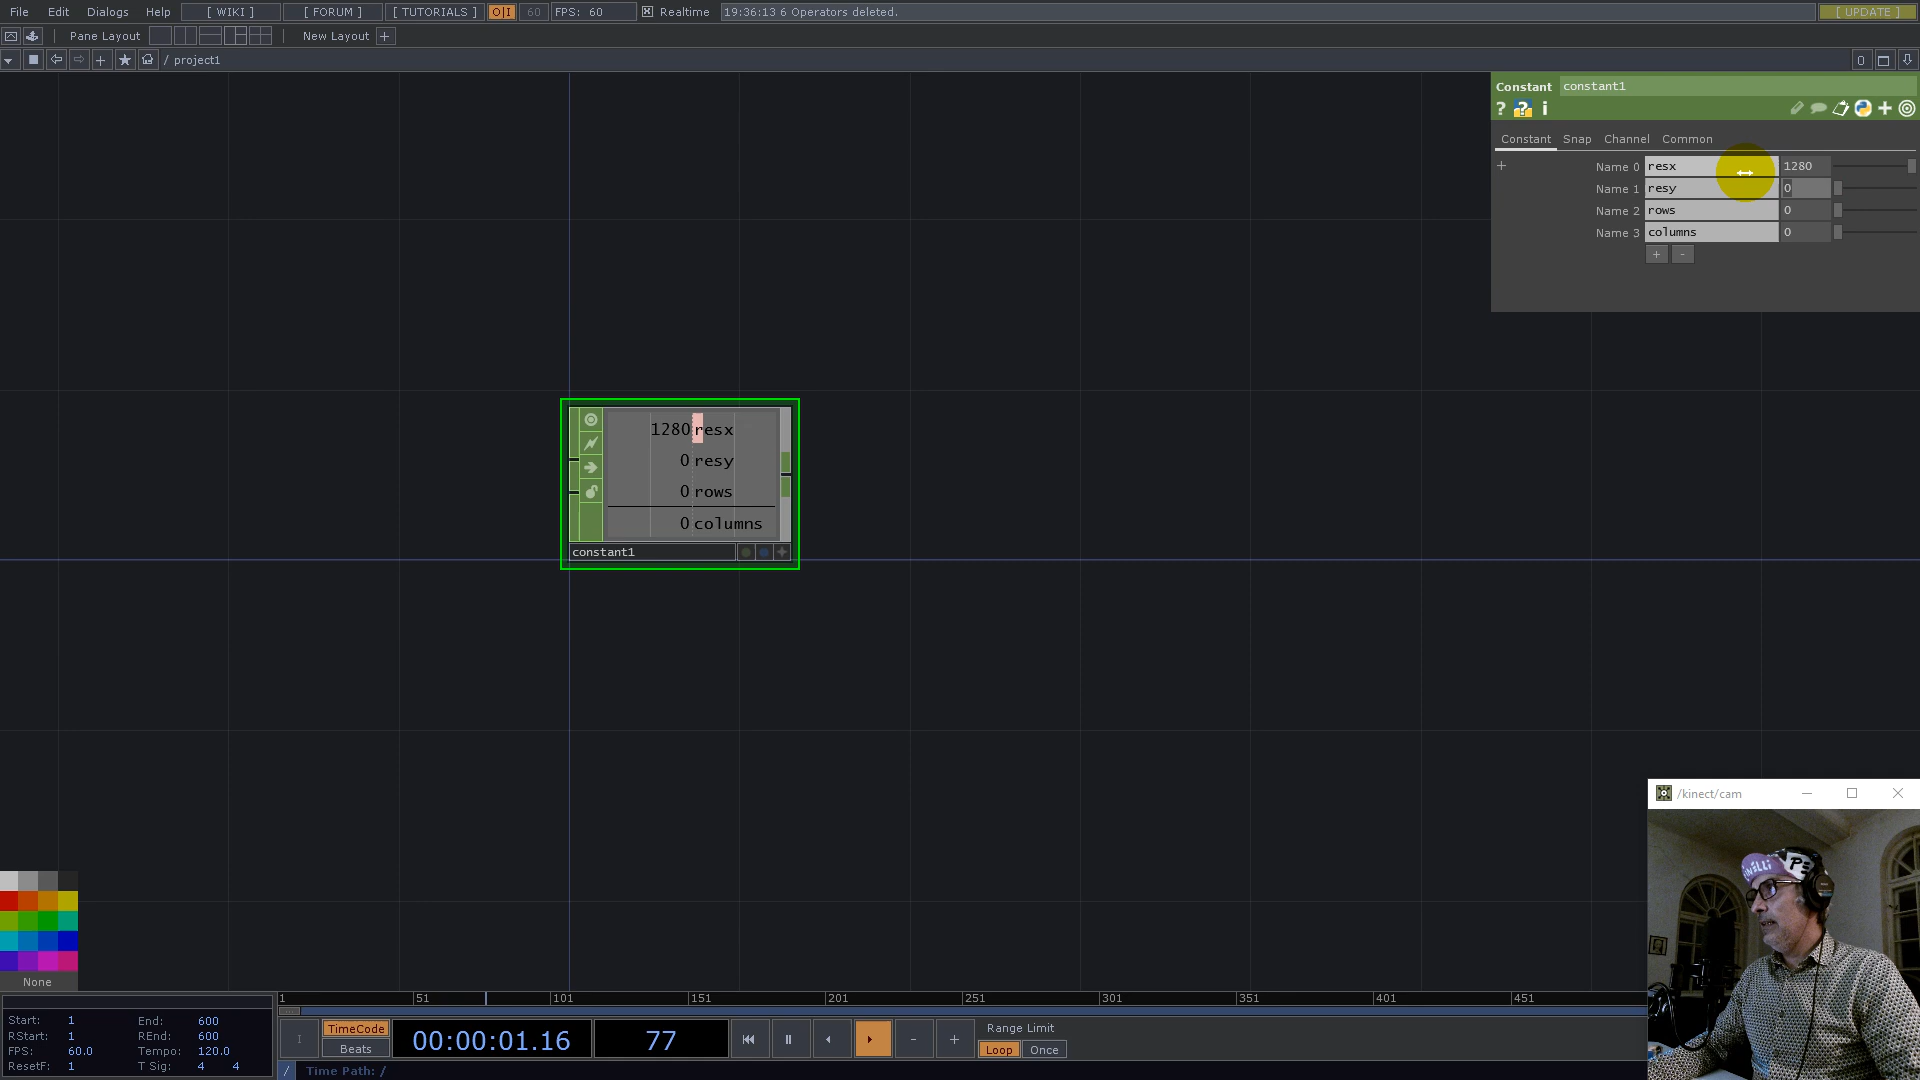 File Edit Dialogs Help [ WIKI ] [ FORUM ] [ TUTORIALS ] O|I 60 FPS: 60 Realtime 19:36:13 6 Operators deleted. [ UPDATE ]
Pane Layout New Layout +
/ project1 0
Constant constant1
? ? i
Constant Snap Channel Common
+ Name 0 resx 1280
Name 1 resy 0
Name 2 rows 0
Name 3 columns 0
+ -
1280 resx
0 resy
0 rows
0 columns
constant1
/kinect/cam
None
1 51 101 151 201 251 301 351 401 451
Start: 1 End: 600
RStart: 1 REnd: 600
FPS: 60.0 Tempo: 120.0
ResetF: 1 T Sig: 4 4
TimeCode
Beats
00:00:01.16
77
- +
Range Limit
Loop Once
/ Time Path: /